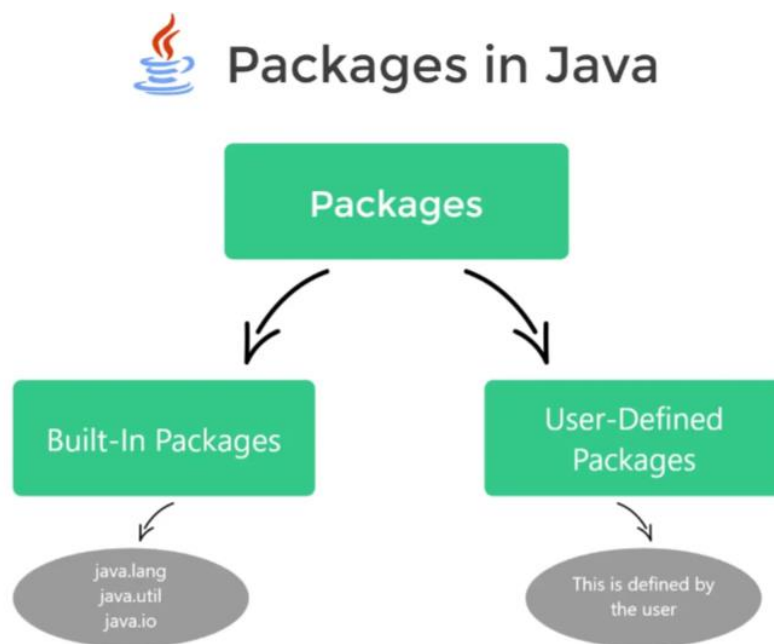 Packages in Java
Packages
Built-In Packages
User-Defined
Packages
java.lang
java.util
java.io
This is defined by
the user